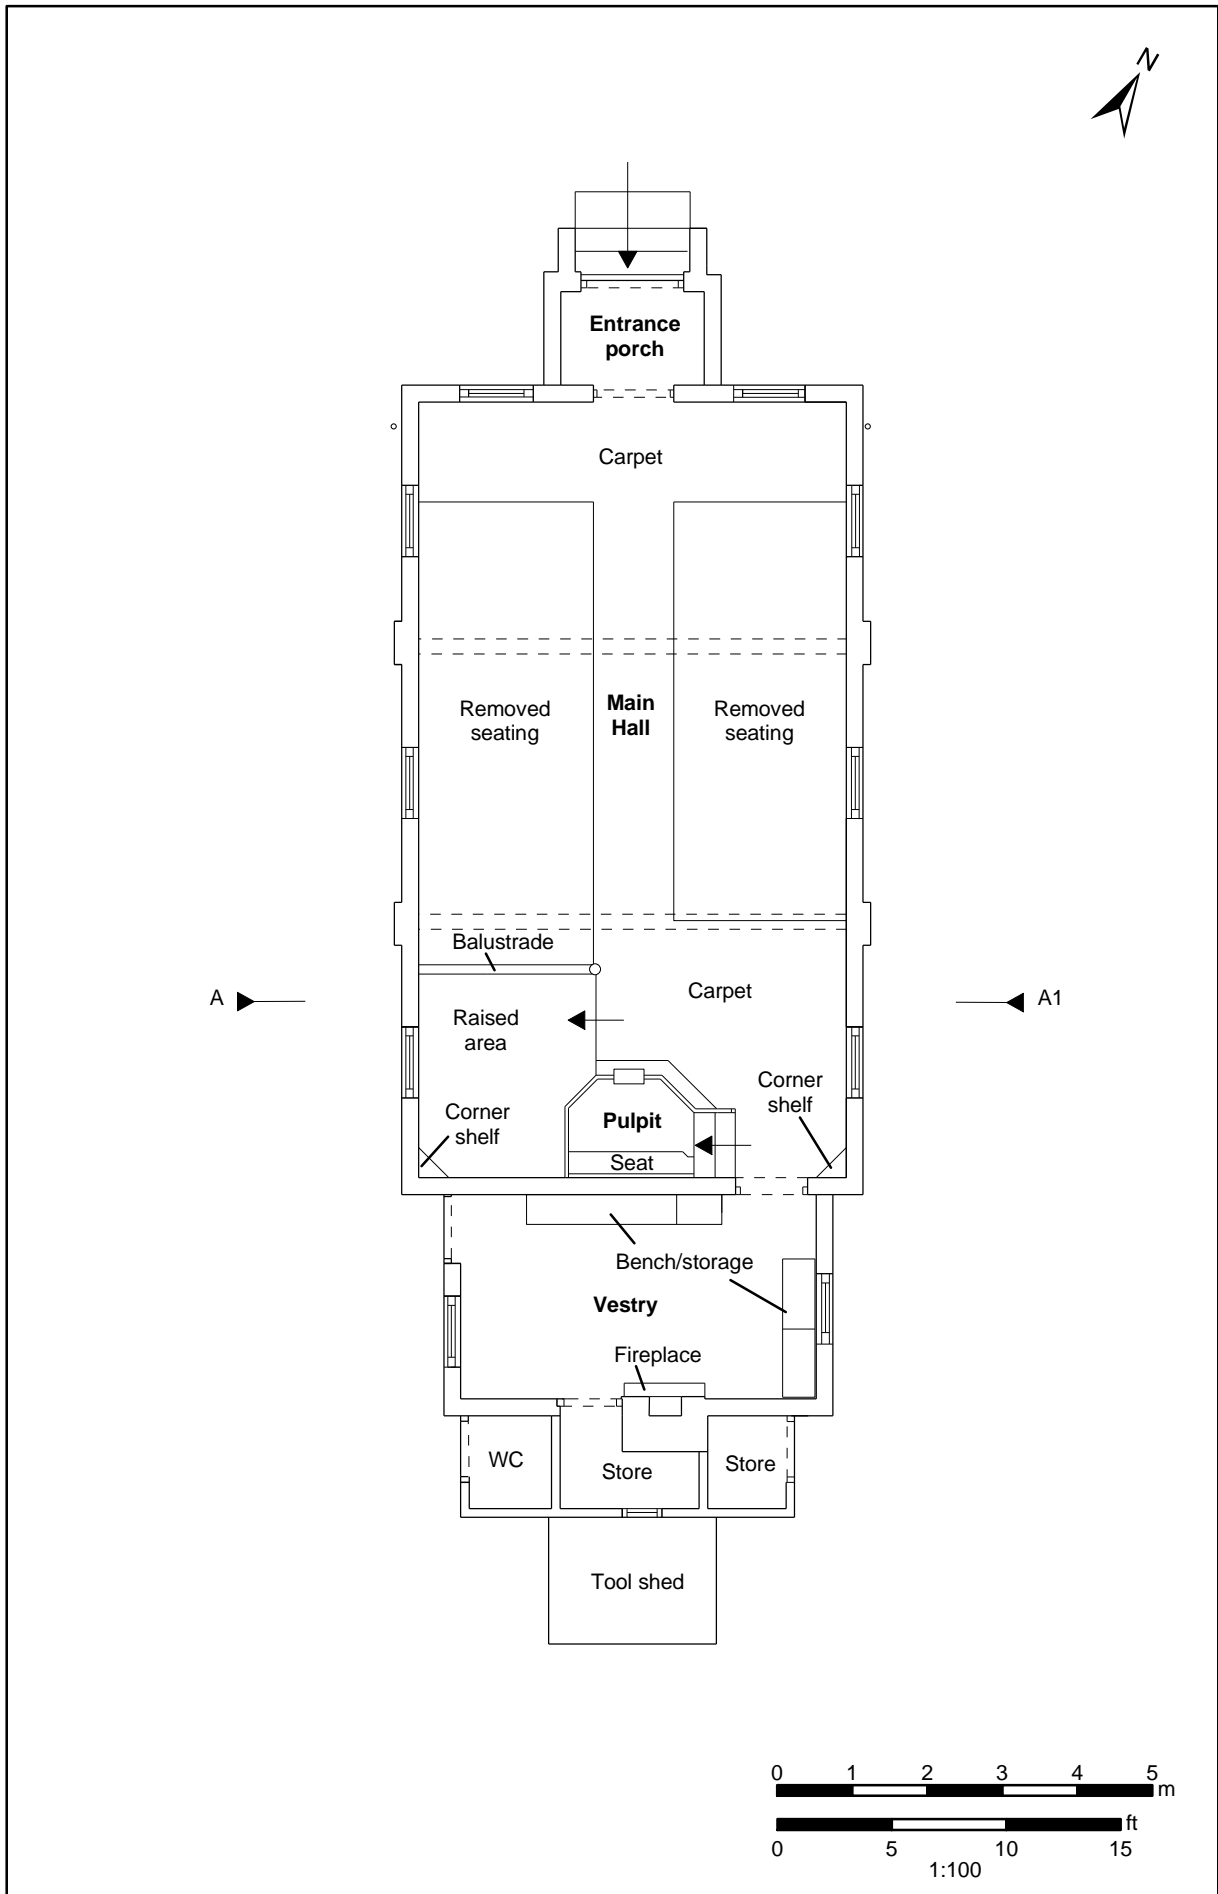 N
Entrance
porch
Carpet
Removed
seating
Main
Hall
Removed
seating
Balustrade
A
Carpet
A1
Raised
area
Corner
shelf
Corner
shelf
Pulpit
Seat
Bench/storage
Vestry
Fireplace
WC
Store
Store
Tool shed
0 1 2 3 4 5
m
ft
0 5 10 15
1:100